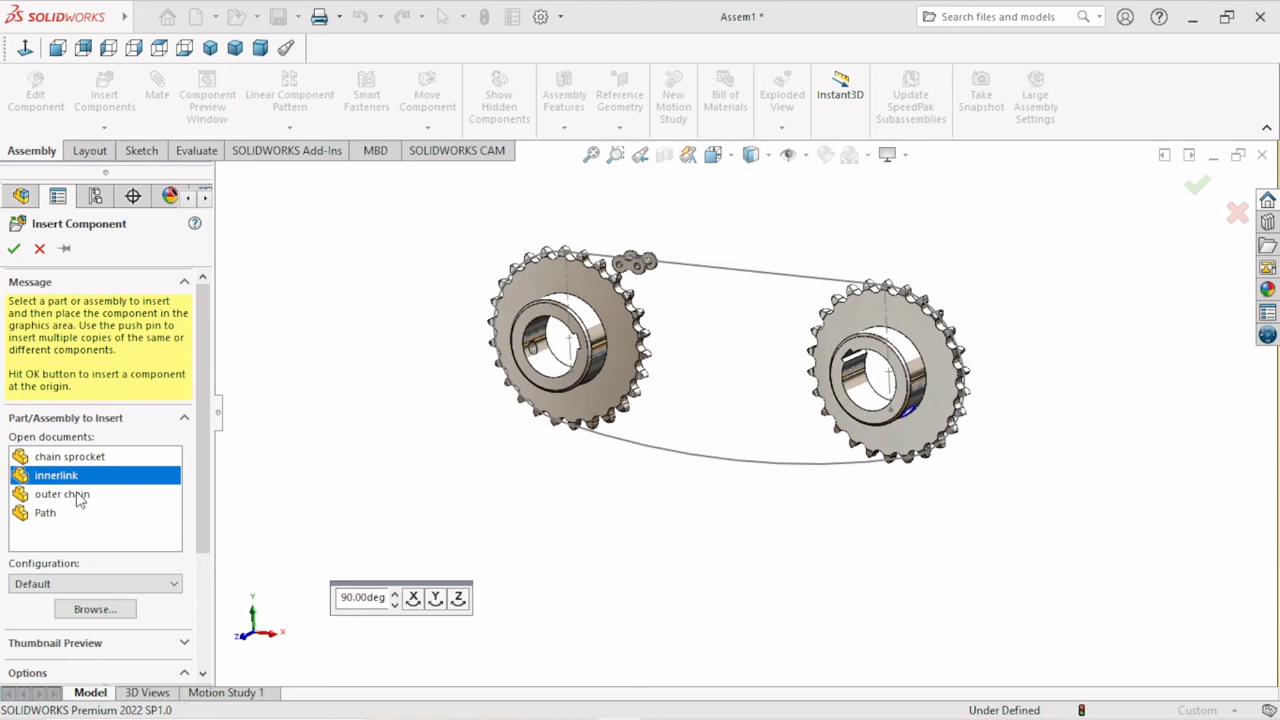 SOLIDWORKS
Assem1 *
Search files and models
Edit
Component
Insert
Components
Mate
Component
Preview
Window
Linear Component
Pattern
Smart
Fasteners
Move
Component
Show
Hidden
Components
Assembly
Features
Reference
Geometry
New
Motion
Study
Bill of
Materials
Exploded
View
Instant3D
Update
SpeedPak
Subassemblies
Take
Snapshot
Large
Assembly
Settings
Assembly
Layout
Sketch
Evaluate
SOLIDWORKS Add-Ins
MBD
SOLIDWORKS CAM
Insert Component
Message
Select a part or assembly to insert
and then place the component in the
graphics area. Use the push pin to
insert multiple copies of the same or
different components.
Hit OK button to insert a component
at the origin.
Part/Assembly to Insert
Open documents:
chain sprocket
innerlink
outer chain
Path
Configuration:
Default
Browse...
Thumbnail Preview
Options
90.00deg
X
Y
Z
Y
Z
X
Model
3D Views
Motion Study 1
SOLIDWORKS Premium 2022 SP1.0
Under Defined
Custom